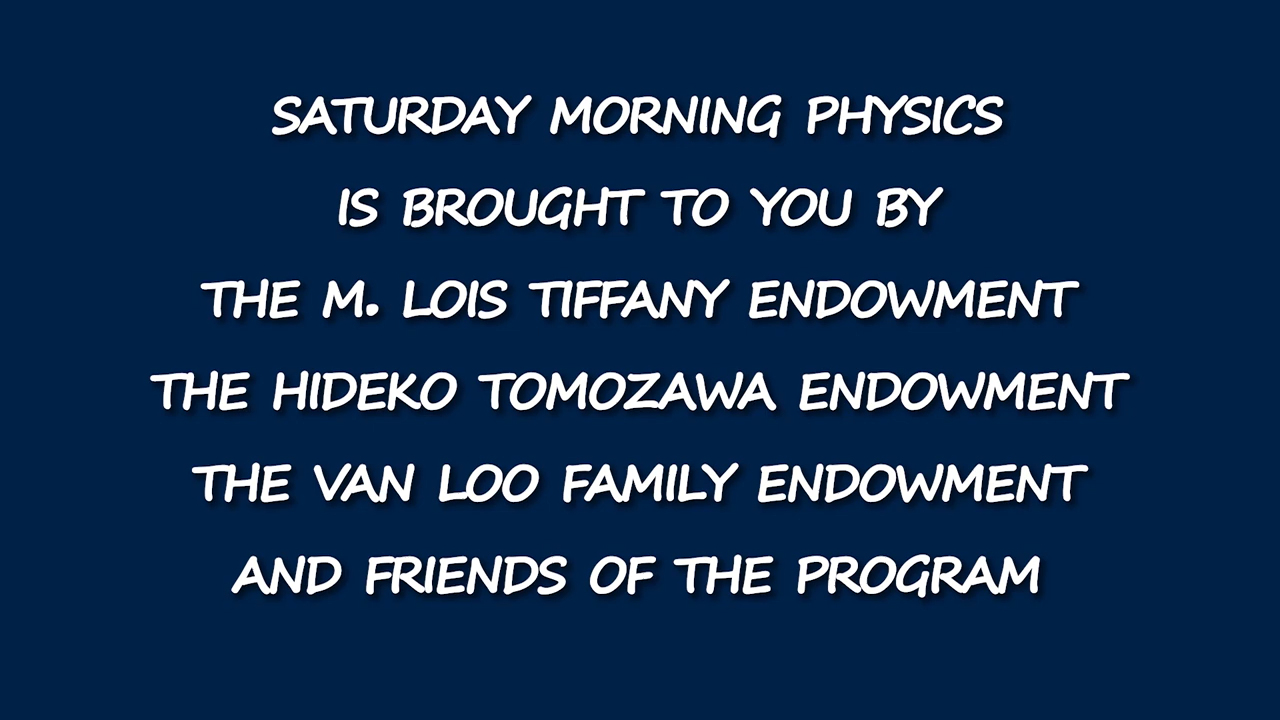 SATURDAY MORNING PHYSICS
IS BROUGHT TO YOU BY
THE M. LOIS TIFFANY ENDOWMENT
THE HIDEKO TOMOZAWA ENDOWMENT
THE VAN LOO FAMILY ENDOWMENT
AND FRIENDS OF THE PROGRAM